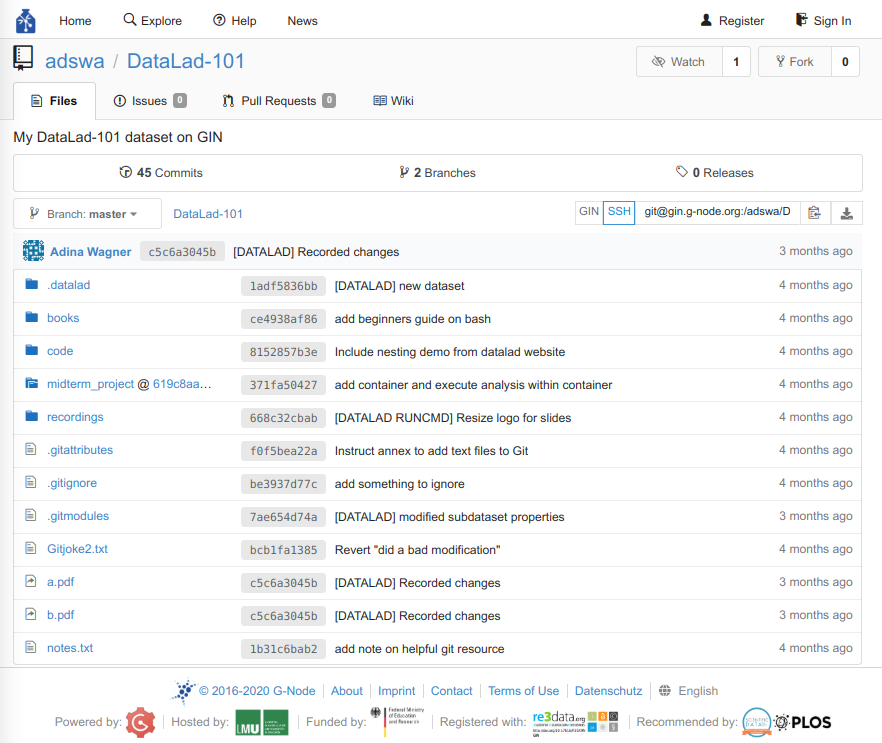 Home Explore Help News Register Sign In
adswa / DataLad-101 Watch 1 Fork 0
Files Issues 0 Pull Requests 0 Wiki
My DataLad-101 dataset on GIN
45 Commits 2 Branches 0 Releases
Branch: master DataLad-101 GIN SSH git@gin.g-node.org:/adswa/D
Adina Wagner c5c6a3045b [DATALAD] Recorded changes 3 months ago
.datalad 1adf5836bb [DATALAD] new dataset 4 months ago
books ce4938af86 add beginners guide on bash 4 months ago
code 8152857b3e Include nesting demo from datalad website 4 months ago
midterm_project @ 619c8aa... 371fa50427 add container and execute analysis within container 4 months ago
recordings 668c32cbab [DATALAD RUNCMD] Resize logo for slides 4 months ago
.gitattributes f0f5bea22a Instruct annex to add text files to Git 4 months ago
.gitignore be3937d77c add something to ignore 4 months ago
.gitmodules 7ae654d74a [DATALAD] modified subdataset properties 3 months ago
Gitjoke2.txt bcb1fa1385 Revert "did a bad modification" 4 months ago
a.pdf c5c6a3045b [DATALAD] Recorded changes 3 months ago
b.pdf c5c6a3045b [DATALAD] Recorded changes 3 months ago
notes.txt 1b31c6bab2 add note on helpful git resource 4 months ago
© 2016-2020 G-Node About Imprint Contact Terms of Use Datenschutz English
Powered by: Hosted by: LMU Funded by: Federal Ministry of Education and Research Registered with: re3data.org Recommended by: PLOS